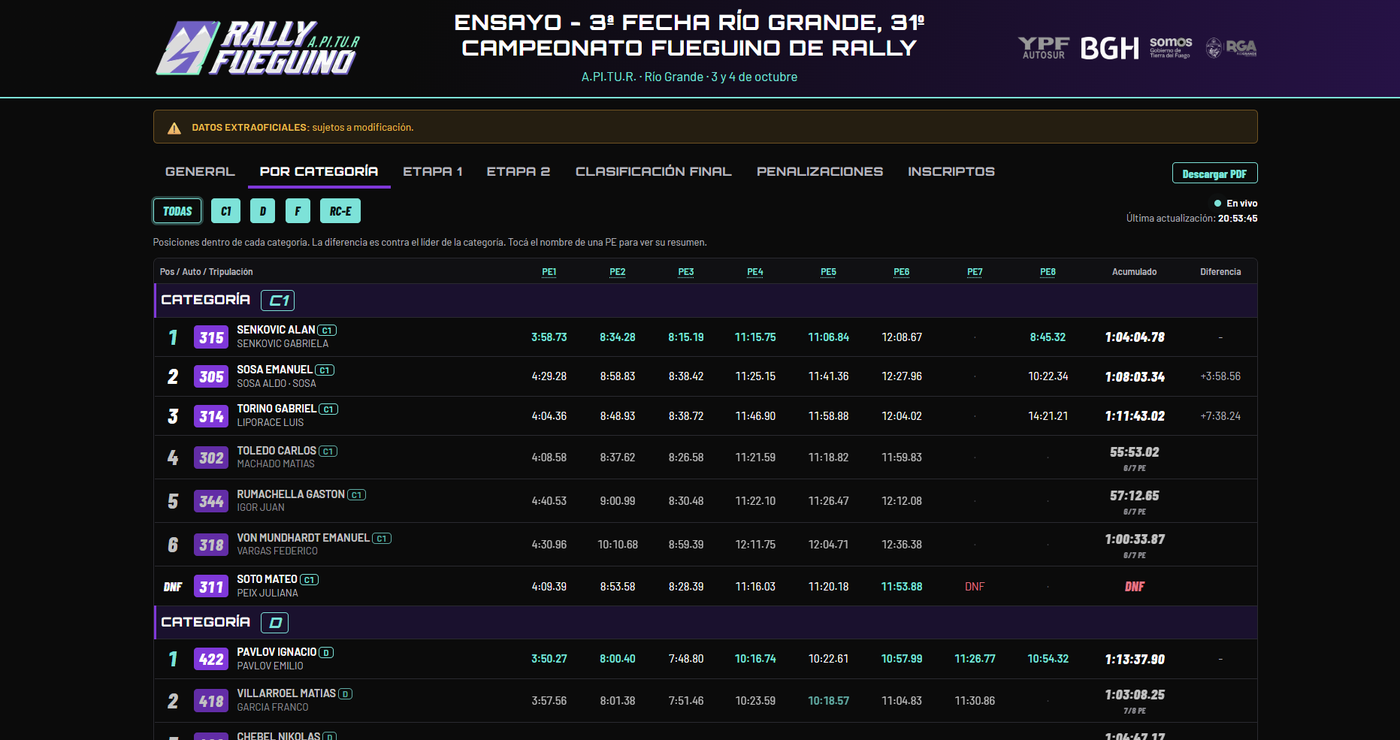 RALLY
A.PI.TU.R
FUEGUINO
ENSAYO - 3ª FECHA RÍO GRANDE, 31º
CAMPEONATO FUEGUINO DE RALLY
A.P.I.TU.R. · Río Grande · 3 y 4 de octubre
YPF
AUTOSUR
BGH
somos
Gobierno de
Tierra del Fuego
RGA
DATOS EXTRAOFICIALES: sujetos a modificación.
GENERAL POR CATEGORÍA ETAPA 1 ETAPA 2 CLASIFICACIÓN FINAL PENALIZACIONES INSCRIPTOS
Descargar PDF
TODAS C1 D F RC-E
En vivo
Última actualización: 20:53:45
Posiciones dentro de cada categoría. La diferencia es contra el líder de la categoría. Tocá el nombre de una PE para ver su resumen.
Pos / Auto / Tripulación PE1 PE2 PE3 PE4 PE5 PE6 PE7 PE8 Acumulado Diferencia
CATEGORÍA C1
1 315 SENKOVIC ALAN C1 3:58.73 8:34.28 8:15.19 11:15.75 11:06.84 12:08.67 · 8:45.32 1:04:04.78 -
SENKOVIC GABRIELA
2 305 SOSA EMANUEL C1 4:29.28 8:58.83 8:38.42 11:25.15 11:41.36 12:27.96 · 10:22.34 1:08:03.34 +3:58.56
SOSA ALDO · SOSA
3 314 TORINO GABRIEL C1 4:04.36 8:48.93 8:38.72 11:46.90 11:58.88 12:04.02 · 14:21.21 1:11:43.02 +7:38.24
LIPORACE LUIS
4 302 TOLEDO CARLOS C1 4:08.58 8:37.62 8:26.58 11:21.59 11:18.82 11:59.83 · · 55:53.02
MACHADO MATIAS 6/7 PE
5 344 RUMACHELLA GASTON C1 4:40.53 9:00.99 8:30.48 11:22.10 11:26.47 12:12.08 · · 57:12.65
IGOR JUAN 6/7 PE
6 318 VON MUNDHARDT EMANUEL C1 4:30.96 10:10.68 8:59.39 12:11.75 12:04.71 12:36.38 · · 1:00:33.87
VARGAS FEDERICO 6/7 PE
DNF 311 SOTO MATEO C1 4:09.39 8:53.58 8:28.39 11:16.03 11:20.18 11:53.88 DNF · DNF
PEIX JULIANA
CATEGORÍA D
1 422 PAVLOV IGNACIO D 3:50.27 8:00.40 7:48.80 10:16.74 10:22.61 10:57.99 11:26.77 10:54.32 1:13:37.90 -
PAVLOV EMILIO
2 418 VILLARROEL MATIAS D 3:57.56 8:01.38 7:51.46 10:23.59 10:18.57 11:04.83 11:30.86 · 1:03:08.25
GARCIA FRANCO 7/8 PE
CHEBEL NIKOLAS D 1:04:47.17